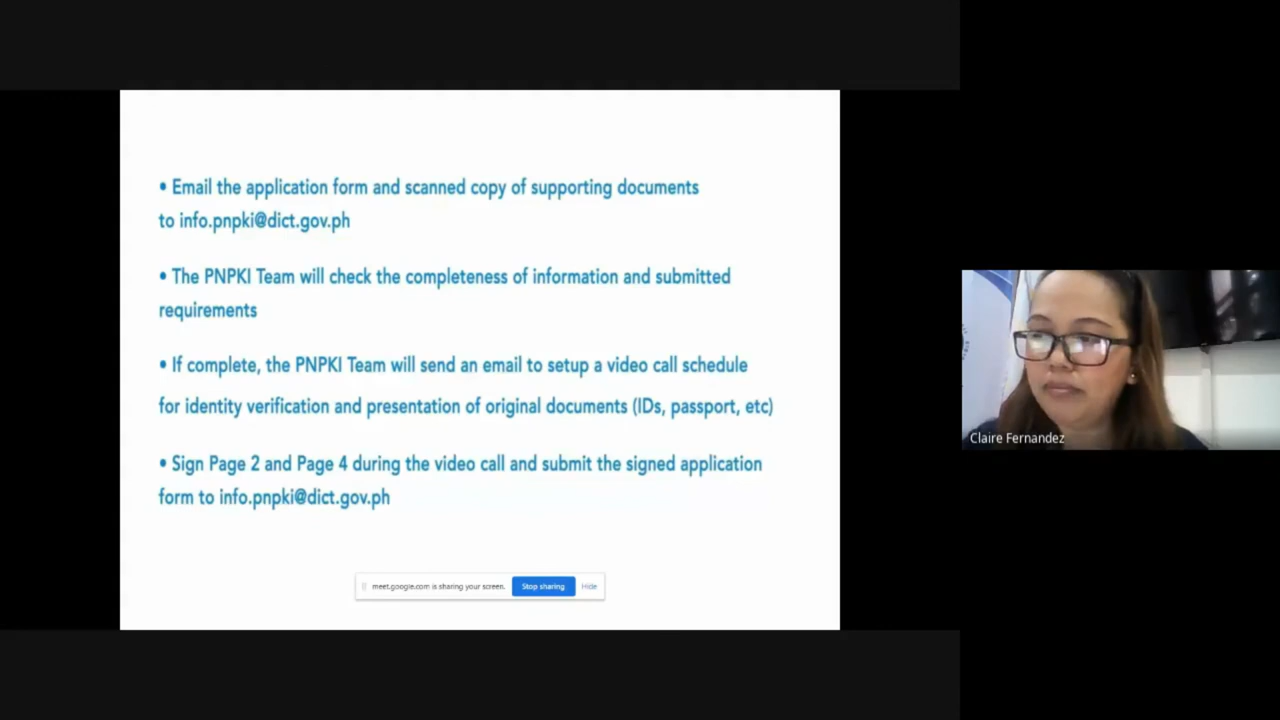 • Email the application form and scanned copy of supporting documents
to info.pnpki@dict.gov.ph
• The PNPKI Team will check the completeness of information and submitted
requirements
• If complete, the PNPKI Team will send an email to setup a video call schedule
for identity verification and presentation of original documents (IDs, passport, etc)
• Sign Page 2 and Page 4 during the video call and submit the signed application
form to info.pnpki@dict.gov.ph
meet.google.com is sharing your screen. Stop sharing Hide
Claire Fernandez